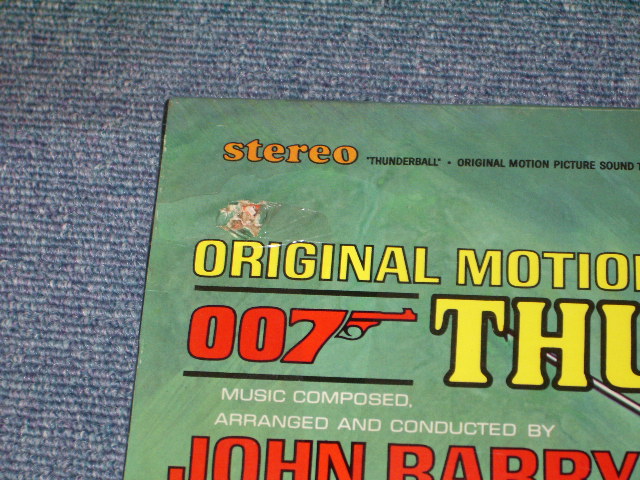 stereo "THUNDERBALL" • ORIGINAL MOTION PICTURE SOUND
ORIGINAL MOTION
007 THU
MUSIC COMPOSED,
ARRANGED AND CONDUCTED BY
JOHN BARRY